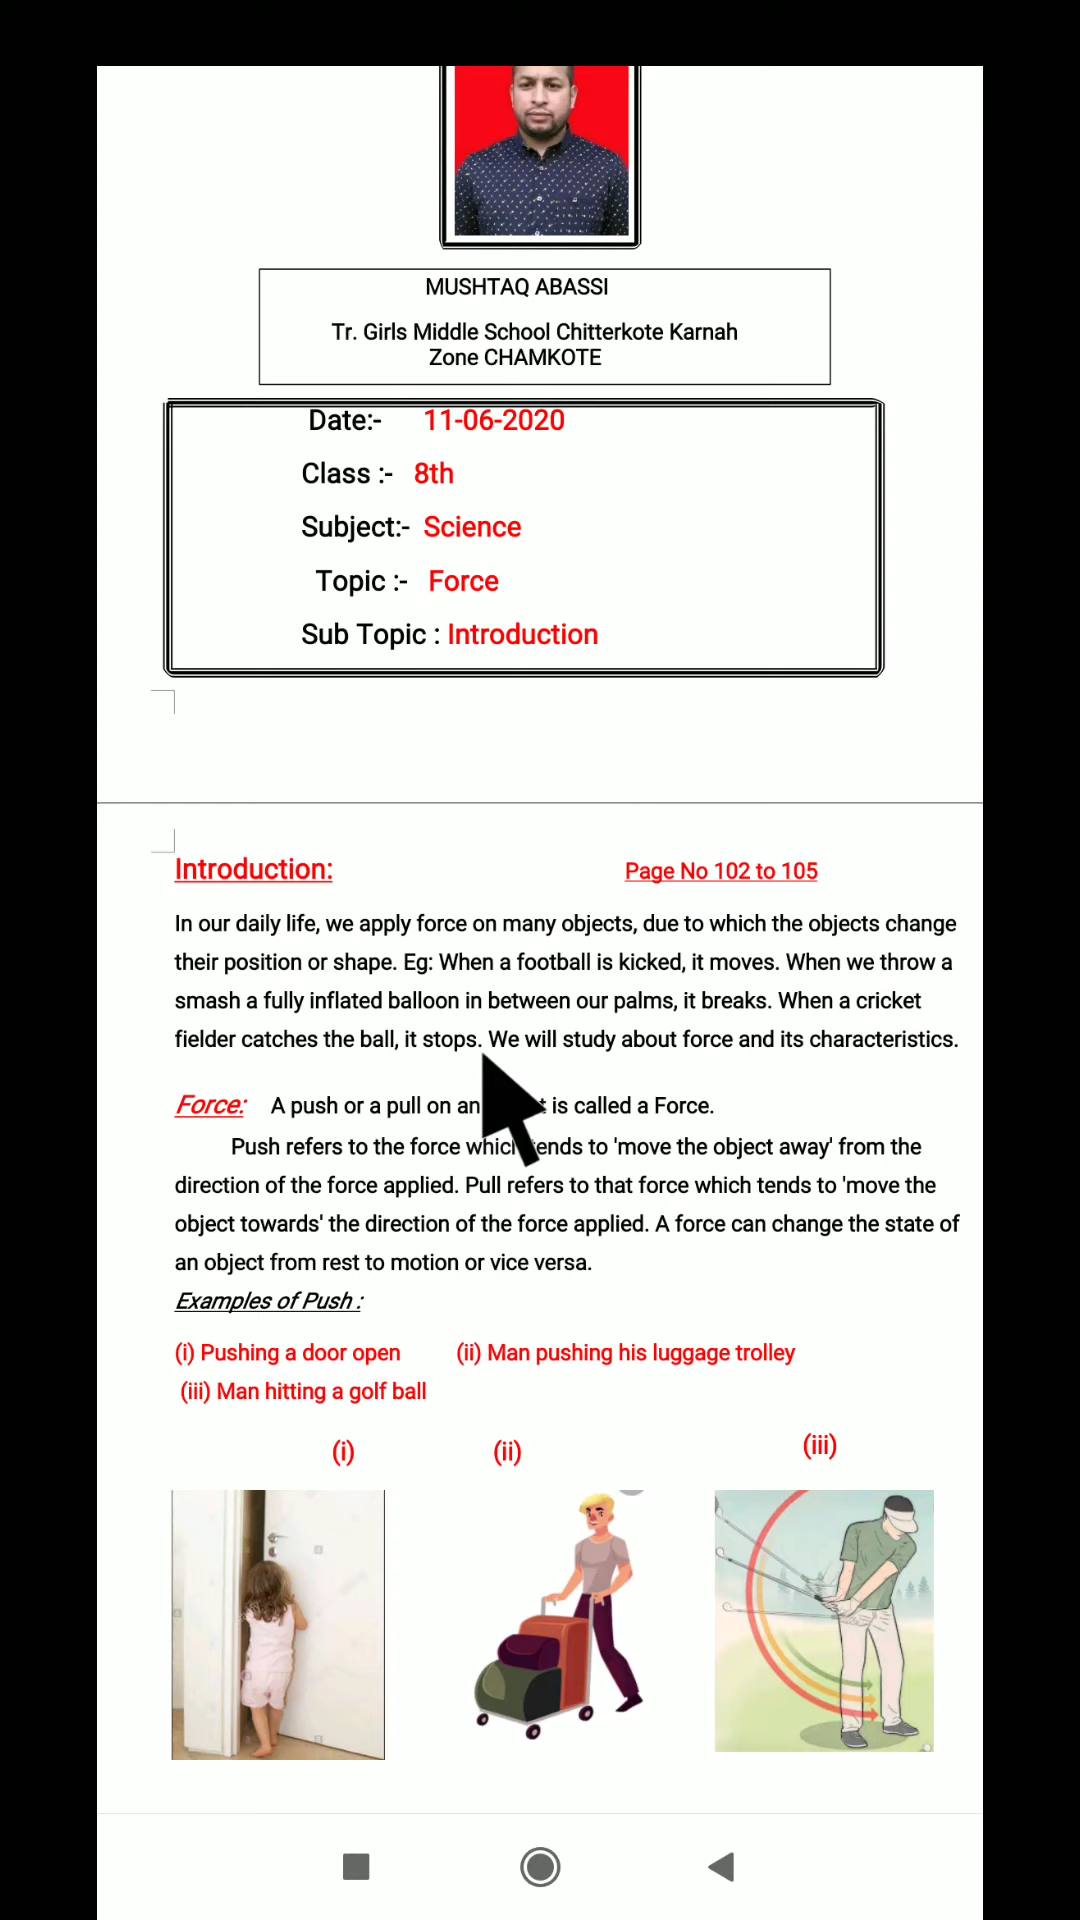 MUSHTAQ ABASSI
Tr. Girls Middle School Chitterkote Karnah
Zone CHAMKOTE
Date:- 11-06-2020
Class :- 8th
Subject:- Science
Topic :- Force
Sub Topic : Introduction
Introduction: Page No 102 to 105
In our daily life, we apply force on many objects, due to which the objects change
their position or shape. Eg: When a football is kicked, it moves. When we throw a
smash a fully inflated balloon in between our palms, it breaks. When a cricket
fielder catches the ball, it stops. We will study about force and its characteristics.
Force: A push or a pull on an is called a Force.
Push refers to the force which tends to 'move the object away' from the
direction of the force applied. Pull refers to that force which tends to 'move the
object towards' the direction of the force applied. A force can change the state of
an object from rest to motion or vice versa.
Examples of Push :
(i) Pushing a door open (ii) Man pushing his luggage trolley
(iii) Man hitting a golf ball
(i) (ii) (iii)